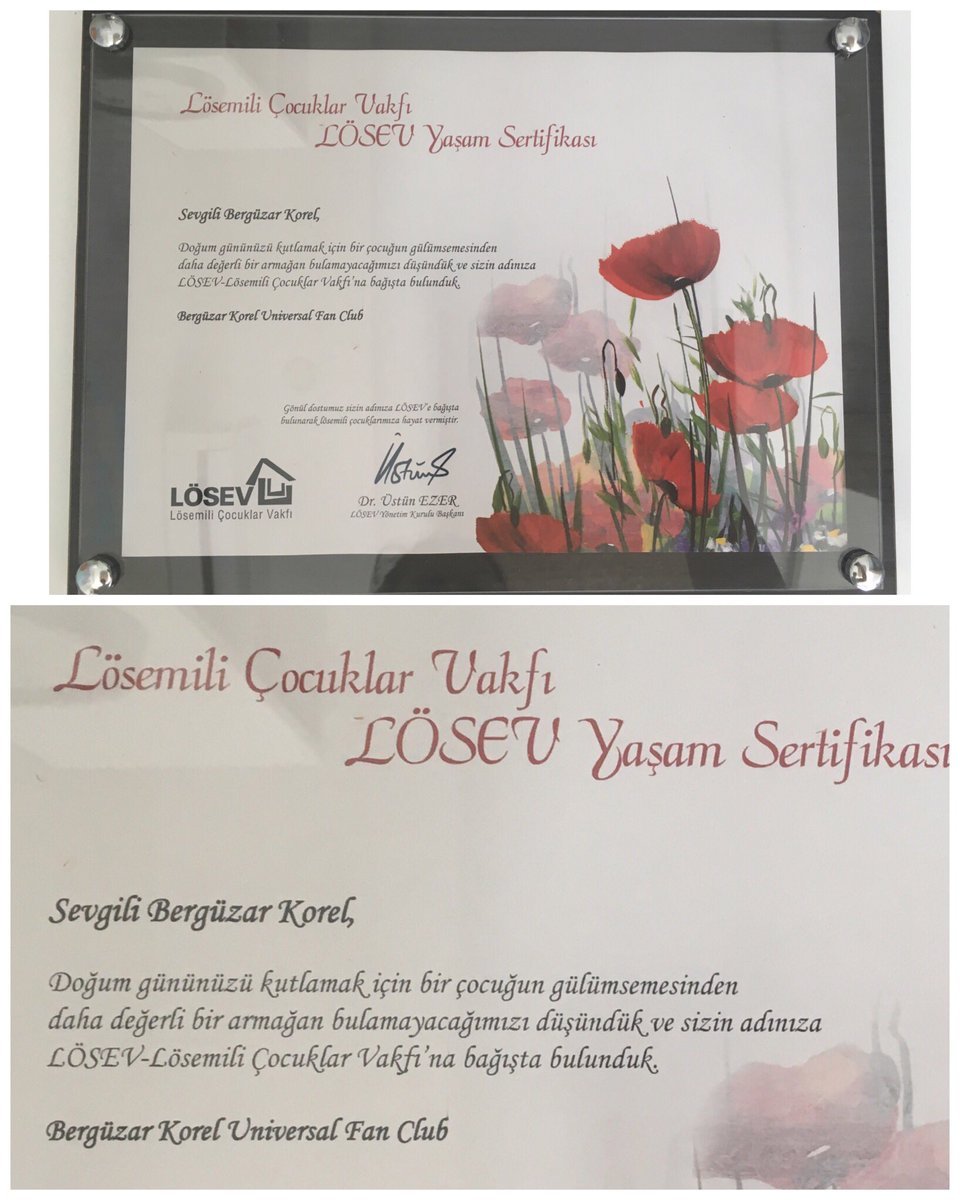 Lösemili Çocuklar Vakfı
LÖSEV Yaşam Sertifikası
Sevgili Bergüzar Korel,
Doğum gününüzü kutlamak için bir çocuğun gülümsemesinden
daha değerli bir armağan bulamayacağımızı düşündük ve sizin adınıza
LÖSEV-Lösemili Çocuklar Vakfı'na bağışta bulunduk.
Bergüzar Korel Universal Fan Club
Gönül dostumuz sizin adınıza LÖSEV'e bağışta
bulunarak lösemili çocuklarımıza hayat vermiştir.
LÖSEV
Lösemili Çocuklar Vakfı
Üstün
Dr. Üstün EZER
LÖSEV Yönetim Kurulu Başkanı
Lösemili Çocuklar Vakfı
LÖSEV Yaşam Sertifikası
Sevgili Bergüzar Korel,
Doğum gününüzü kutlamak için bir çocuğun gülümsemesinden
daha değerli bir armağan bulamayacağımızı düşündük ve sizin adınıza
LÖSEV-Lösemili Çocuklar Vakfı'na bağışta bulunduk.
Bergüzar Korel Universal Fan Club